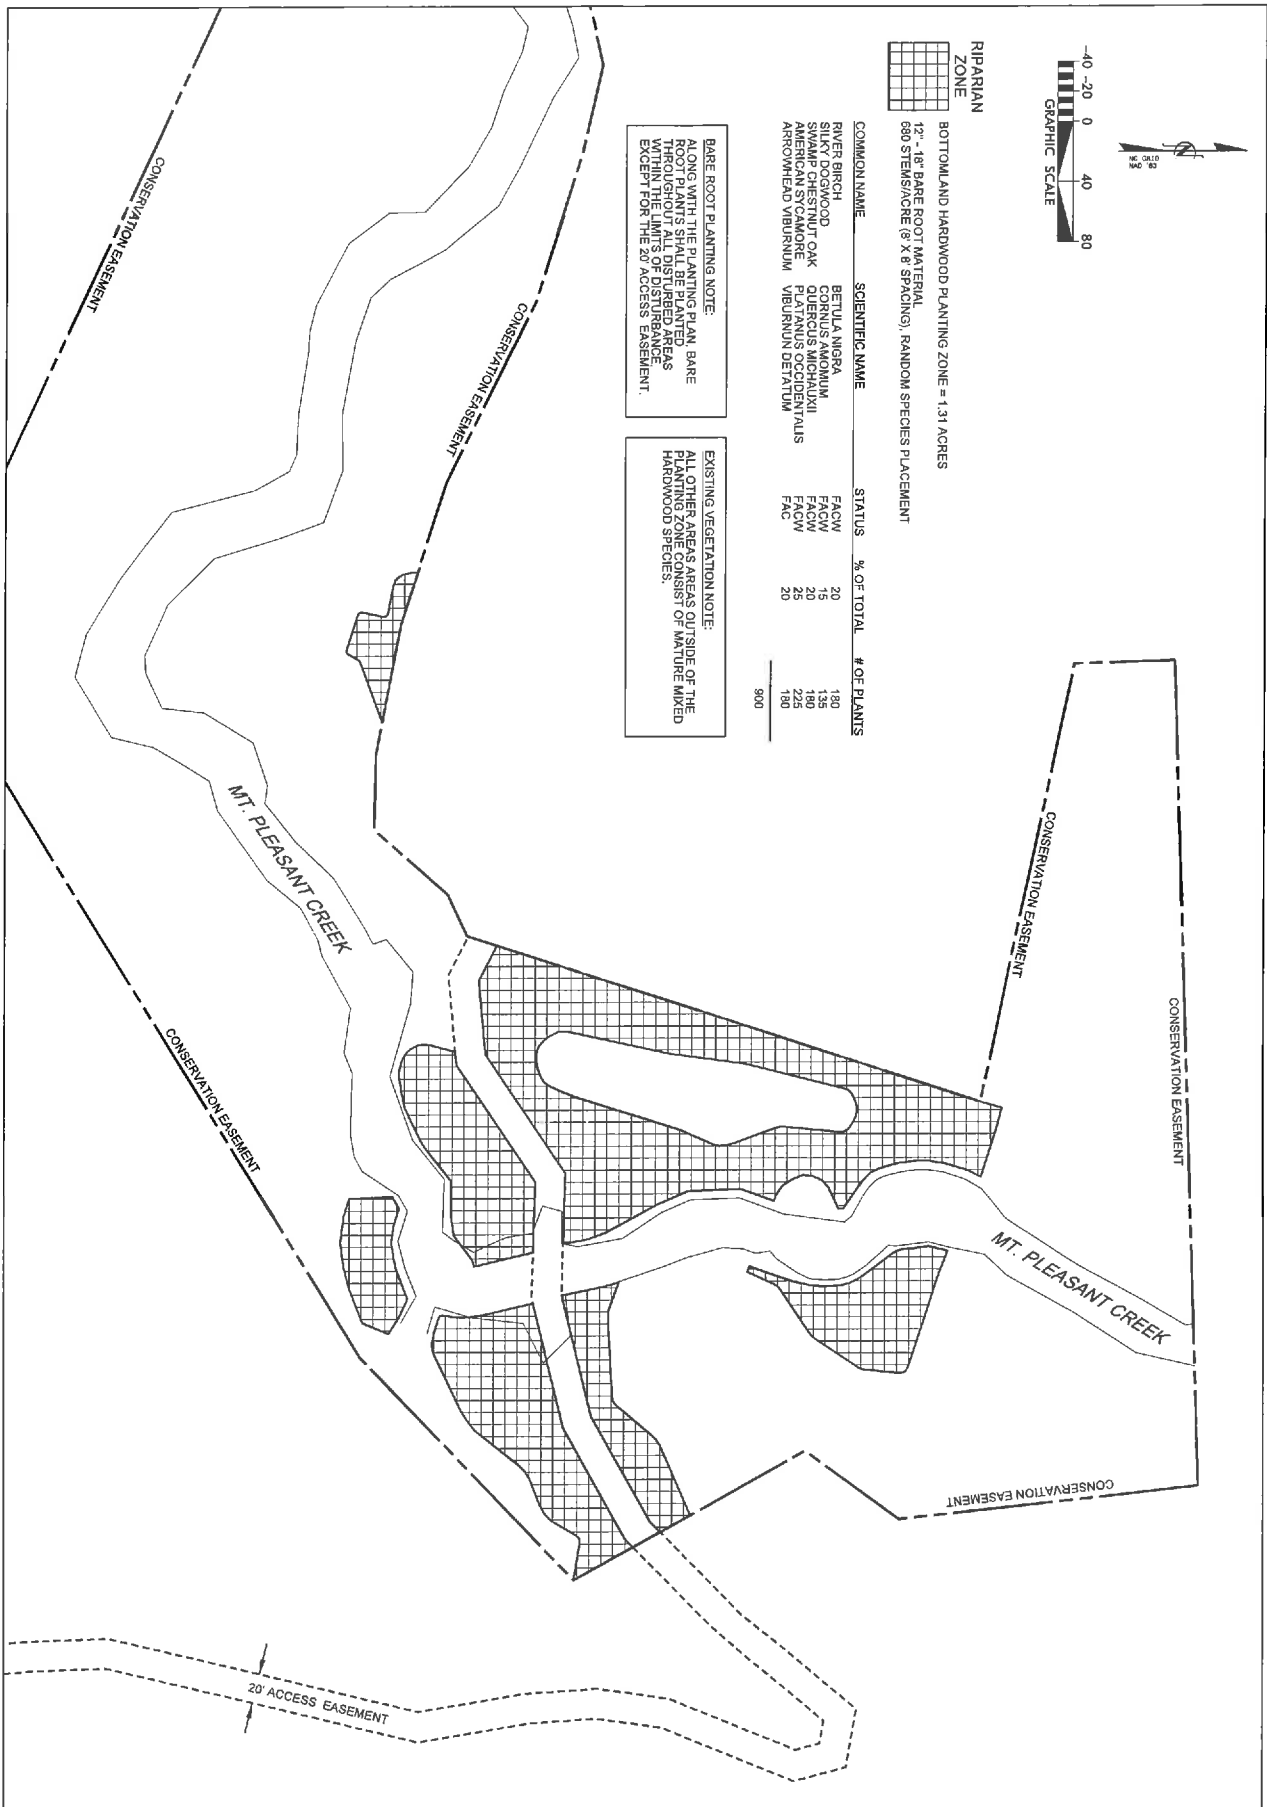 -40 -20 0 40 80
GRAPHIC SCALE
NC GRID
NAD '83
RIPARIAN
ZONE
BOTTOMLAND HARDWOOD PLANTING ZONE = 1.31 ACRES
12" - 18" BARE ROOT MATERIAL
680 STEMS/ACRE (8' X 8' SPACING), RANDOM SPECIES PLACEMENT
COMMON NAME SCIENTIFIC NAME STATUS % OF TOTAL # OF PLANTS
RIVER BIRCH BETULA NIGRA FACW 20 180
SILKY DOGWOOD CORNUS AMOMUM FACW 15 135
SWAMP CHESTNUT OAK QUERCUS MICHAUXII FACW 20 180
AMERICAN SYCAMORE PLATANUS OCCIDENTALIS FACW 25 225
ARROWHEAD VIBURNUM VIBURNUN DETATUM FAC 20 180
900
BARE ROOT PLANTING NOTE:
ALONG WITH THE PLANTING PLAN, BARE
ROOT PLANTS SHALL BE PLANTED
THROUGHOUT ALL DISTURBED AREAS
WITHIN THE LIMITS OF DISTURBANCE,
EXCEPT FOR THE 20' ACCESS EASEMENT.
EXISTING VEGETATION NOTE:
ALL OTHER AREAS AREAS OUTSIDE OF THE
PLANTING ZONE CONSIST OF MATURE MIXED
HARDWOOD SPECIES.
CONSERVATION EASEMENT
CONSERVATION EASEMENT
CONSERVATION EASEMENT
CONSERVATION EASEMENT
CONSERVATION EASEMENT
CONSERVATION EASEMENT
MT. PLEASANT CREEK
MT. PLEASANT CREEK
20' ACCESS EASEMENT